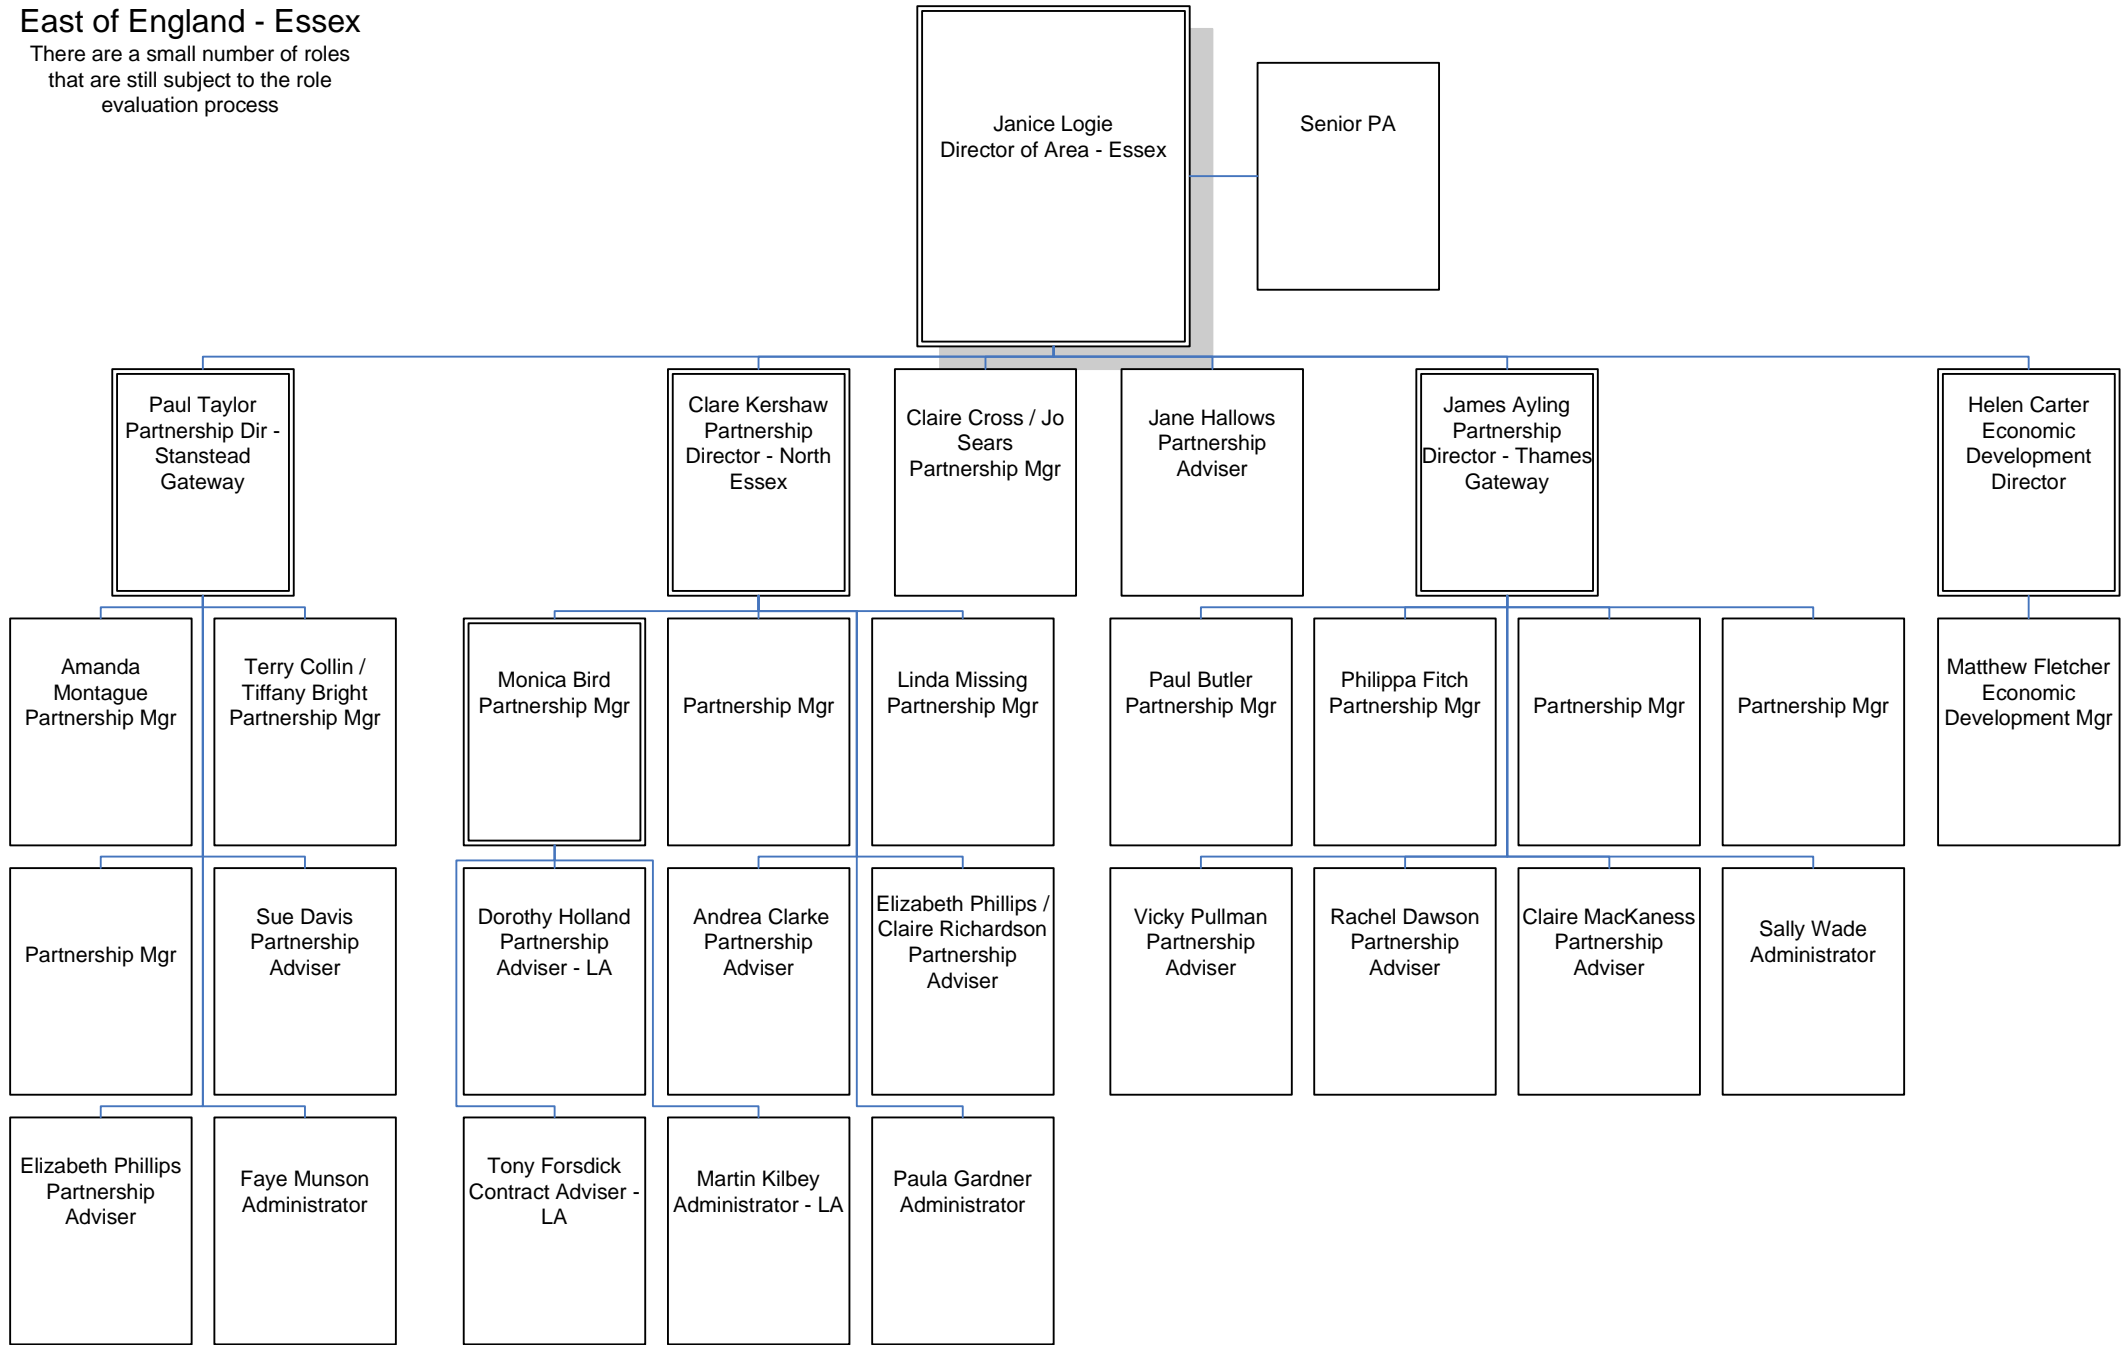 East of England - Essex
There are a small number of roles
that are still subject to the role
evaluation process
Janice Logie
Director of Area - Essex
Senior PA
Paul Taylor
Partnership Dir -
Stanstead
Gateway
Clare Kershaw
Partnership
Director - North
Essex
Claire Cross / Jo
Sears
Partnership Mgr
Jane Hallows
Partnership
Adviser
James Ayling
Partnership
Director - Thames
Gateway
Helen Carter
Economic
Development
Director
Amanda
Montague
Partnership Mgr
Terry Collin /
Tiffany Bright
Partnership Mgr
Monica Bird
Partnership Mgr
Partnership Mgr
Linda Missing
Partnership Mgr
Paul Butler
Partnership Mgr
Philippa Fitch
Partnership Mgr
Partnership Mgr
Partnership Mgr
Matthew Fletcher
Economic
Development Mgr
Partnership Mgr
Sue Davis
Partnership
Adviser
Dorothy Holland
Partnership
Adviser - LA
Andrea Clarke
Partnership
Adviser
Elizabeth Phillips /
Claire Richardson
Partnership
Adviser
Vicky Pullman
Partnership
Adviser
Rachel Dawson
Partnership
Adviser
Claire MacKaness
Partnership
Adviser
Sally Wade
Administrator
Elizabeth Phillips
Partnership
Adviser
Faye Munson
Administrator
Tony Forsdick
Contract Adviser -
LA
Martin Kilbey
Administrator - LA
Paula Gardner
Administrator